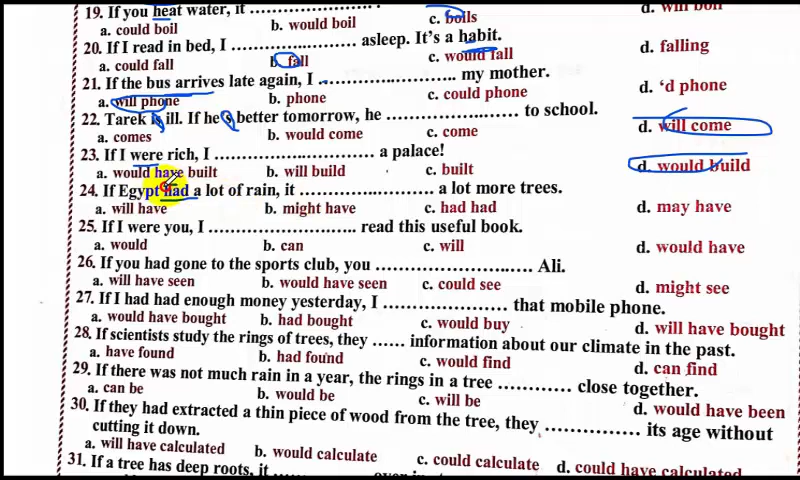 19. If you heat water, it ........................ .
a. could boil b. would boil c. boils d. will boil
20. If I read in bed, I ........................ asleep. It's a habit.
a. could fall b. fall c. would fall d. falling
21. If the bus arrives late again, I ........................ my mother.
a. will phone b. phone c. could phone d. 'd phone
22. Tarek is ill. If he's better tomorrow, he ........................ to school.
a. comes b. would come c. come d. will come
23. If I were rich, I ........................ a palace!
a. would have built b. will build c. built d. would build
24. If Egypt had a lot of rain, it ........................ a lot more trees.
a. will have b. might have c. had had d. may have
25. If I were you, I ........................ read this useful book.
a. would b. can c. will d. would have
26. If you had gone to the sports club, you ........................ Ali.
a. will have seen b. would have seen c. could see d. might see
27. If I had had enough money yesterday, I ........................ that mobile phone.
a. would have bought b. had bought c. would buy d. will have bought
28. If scientists study the rings of trees, they ...... information about our climate in the past.
a. have found b. had found c. would find d. can find
29. If there was not much rain in a year, the rings in a tree ........... close together.
a. can be b. would be c. will be d. would have been
30. If they had extracted a thin piece of wood from the tree, they ................ its age without
cutting it down.
a. will have calculated b. would calculate c. could calculate d. could have calculated
31. If a tree has deep roots, it